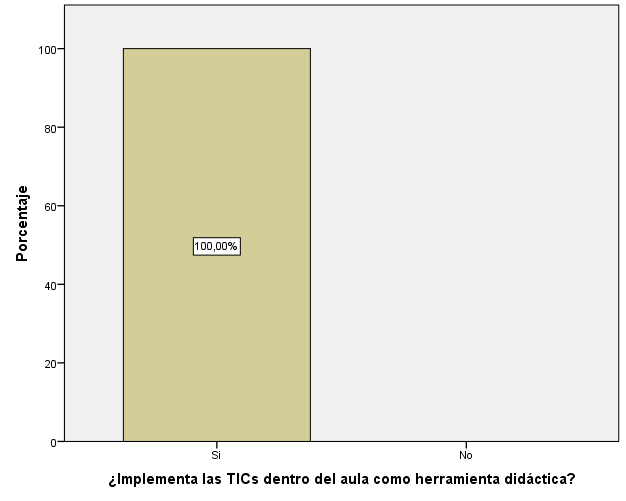 Porcentaje
100
80
60
40
20
0
100,00%
Si
No
¿Implementa las TICs dentro del aula como herramienta didáctica?